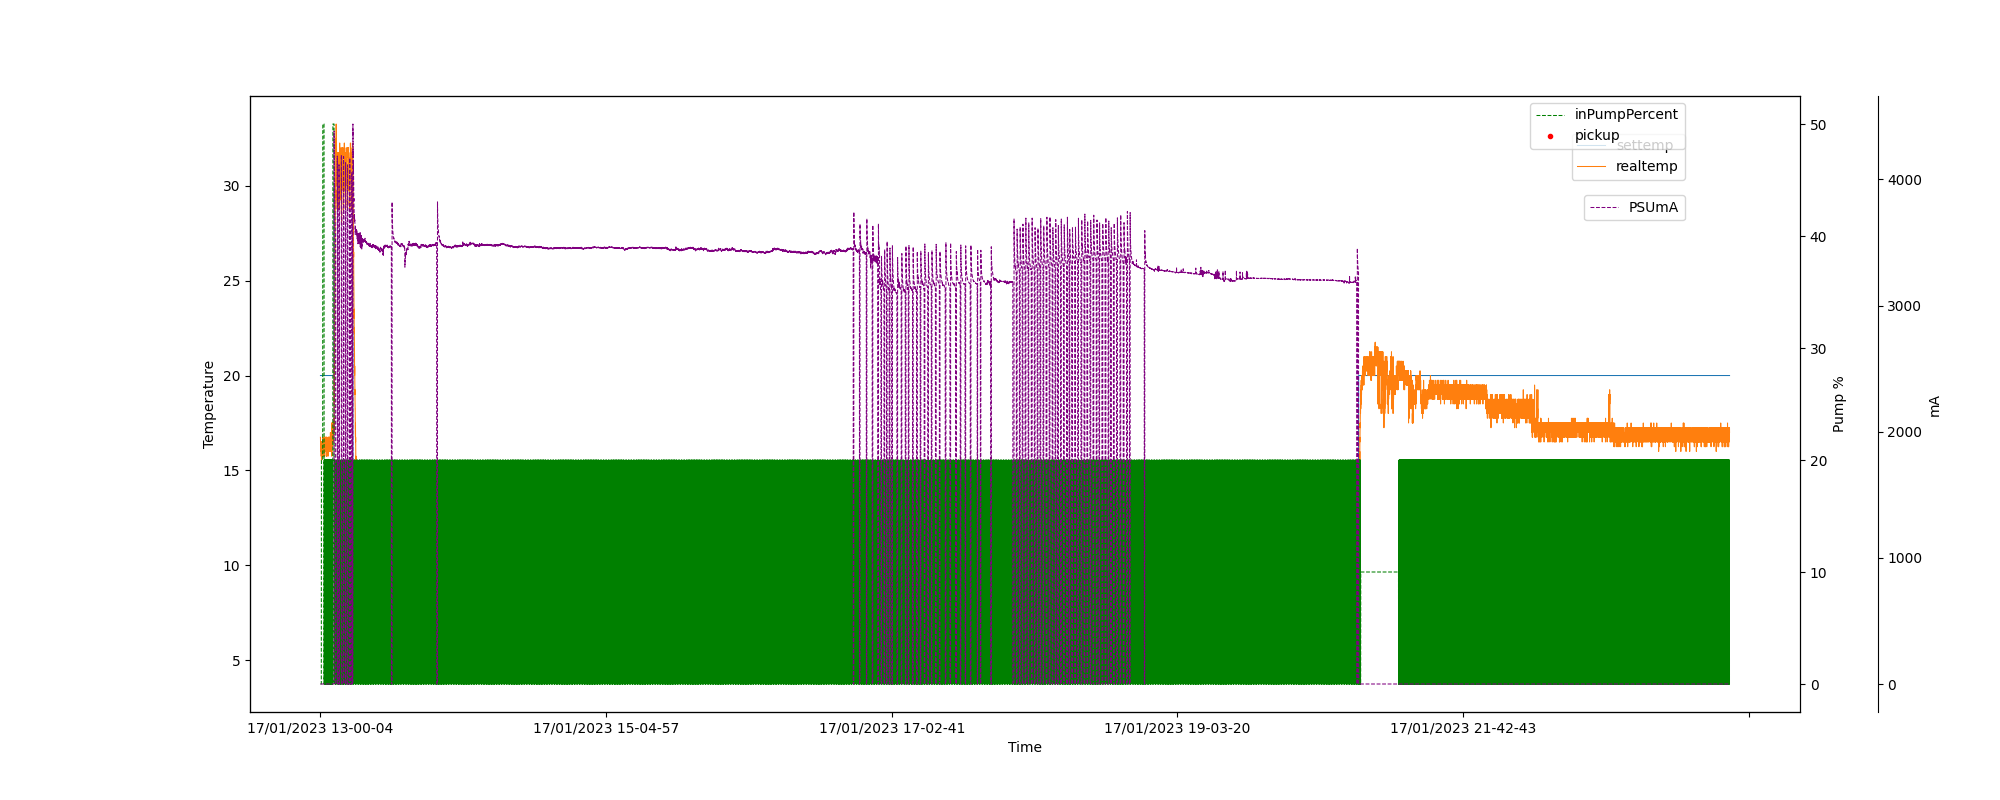 inPumpPercent
pickup
settemp
realtemp
PSUmA
Temperature
30
25
20
15
10
5
50
40
30
20
10
0
Pump %
4000
3000
2000
1000
0
mA
17/01/2023 13-00-04
17/01/2023 15-04-57
17/01/2023 17-02-41
17/01/2023 19-03-20
17/01/2023 21-42-43
Time